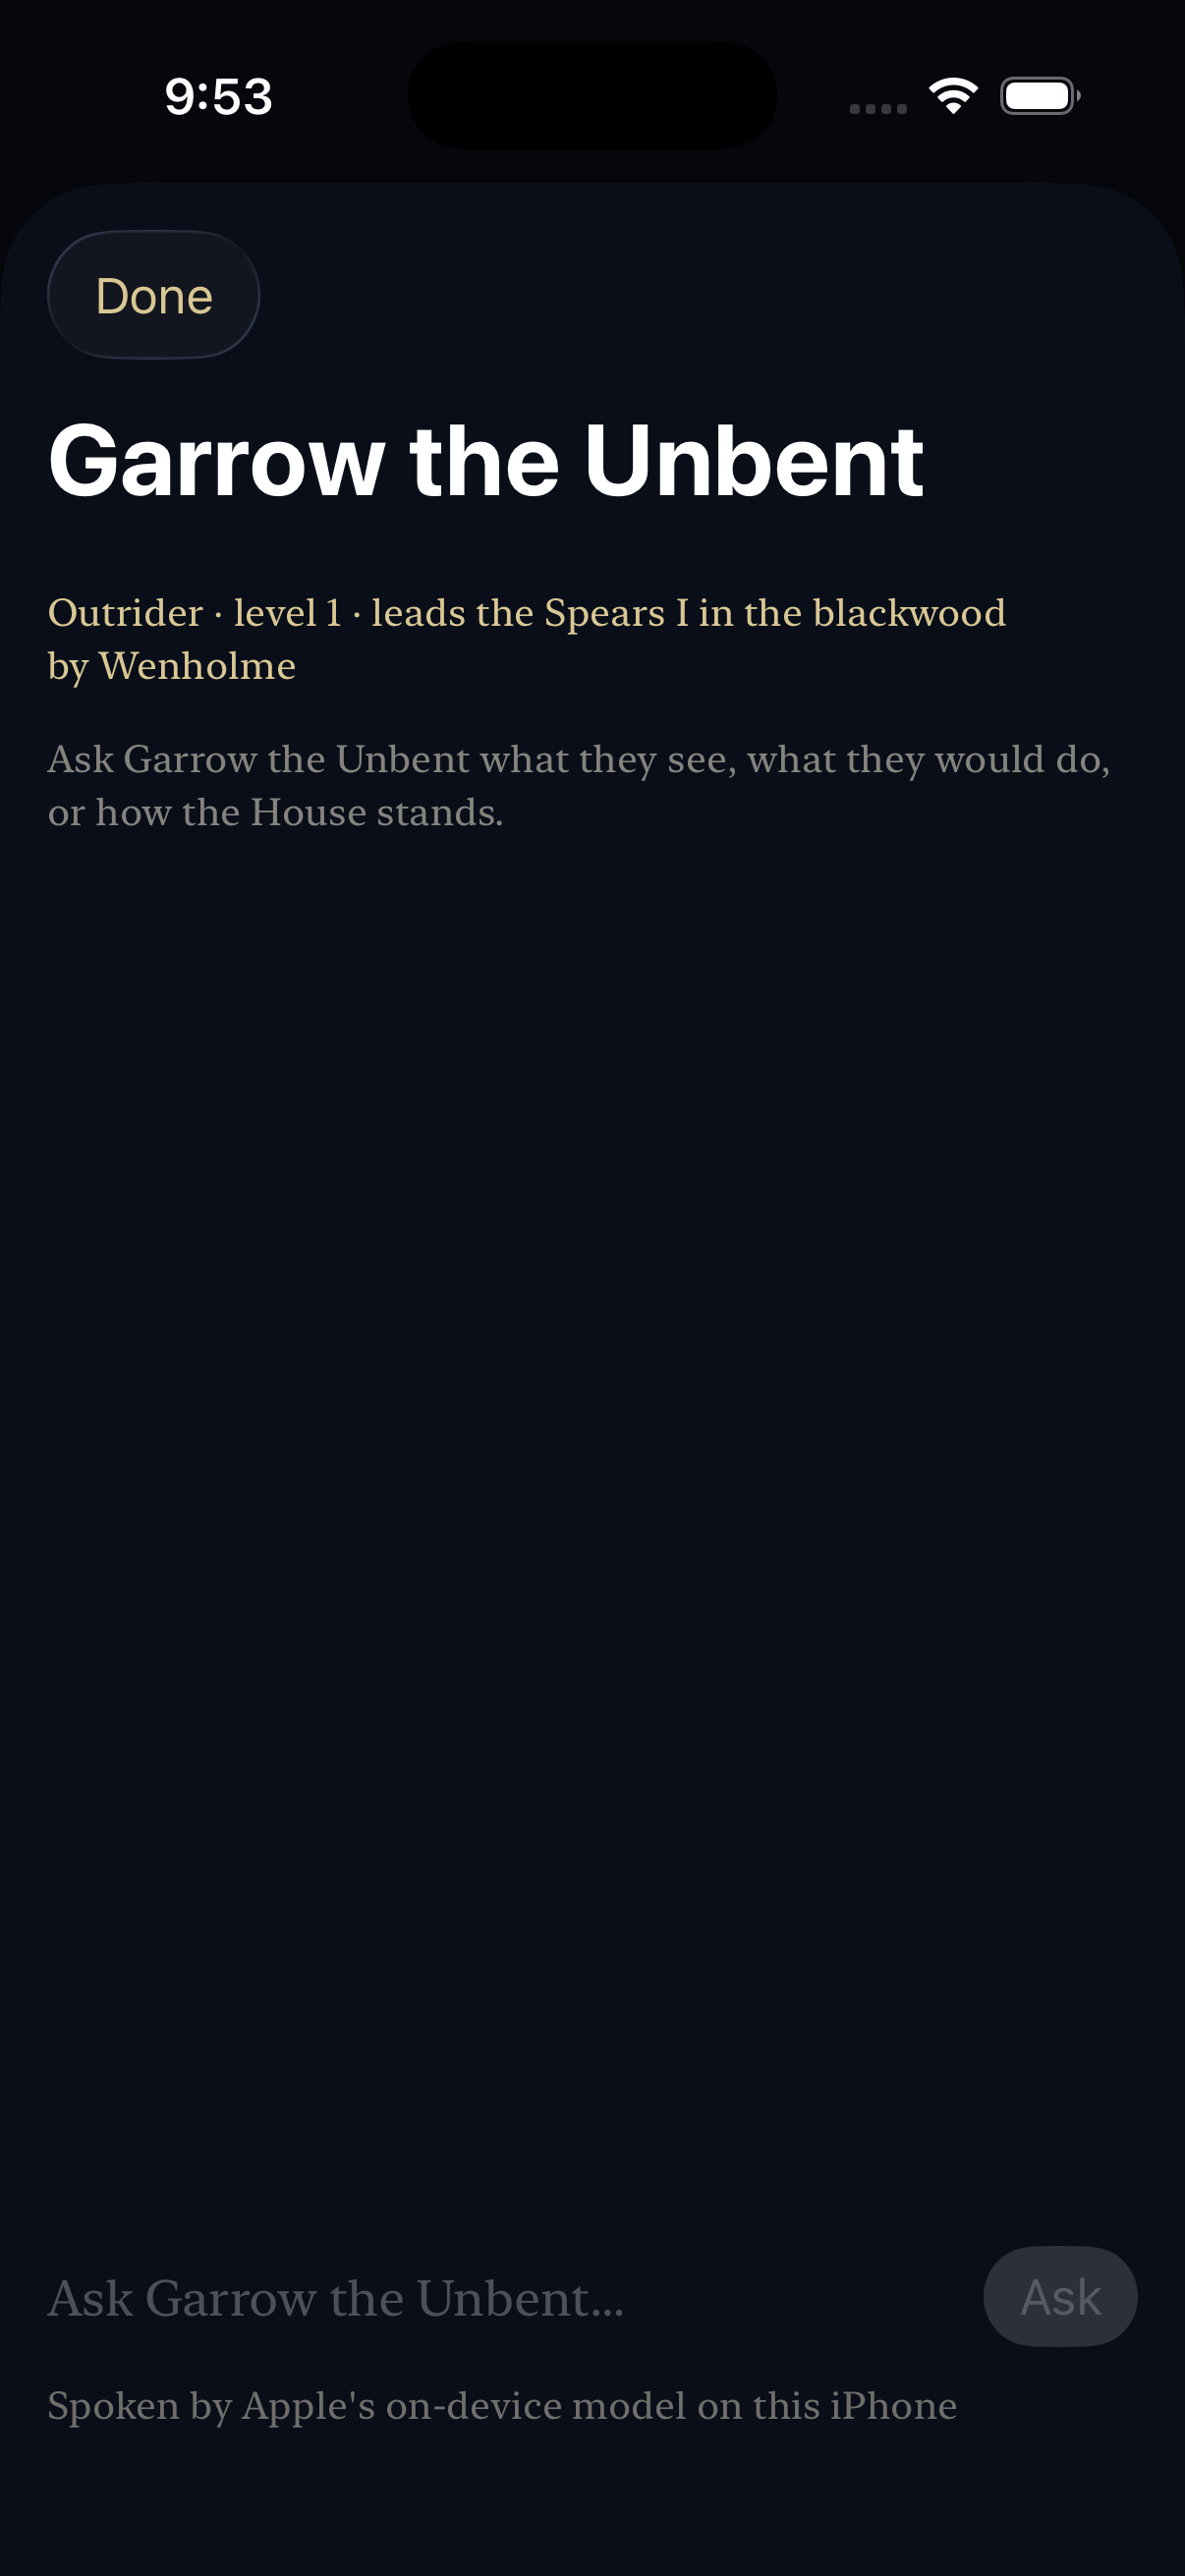 9:53
Done
Garrow the Unbent
Outrider · level 1 · leads the Spears I in the blackwood
by Wenholme
Ask Garrow the Unbent what they see, what they would do,
or how the House stands.
Ask Garrow the Unbent...
Ask
Spoken by Apple's on-device model on this iPhone